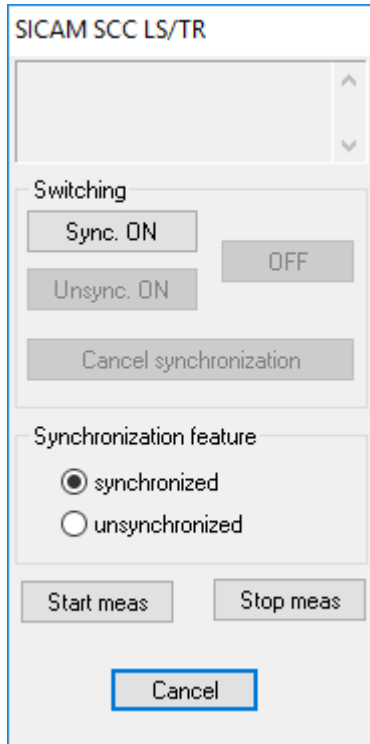 SICAM SCC LS/TR
Switching
Sync. ON
OFF
Unsync. ON
Cancel synchronization
Synchronization feature
synchronized
unsynchronized
Start meas
Stop meas
Cancel